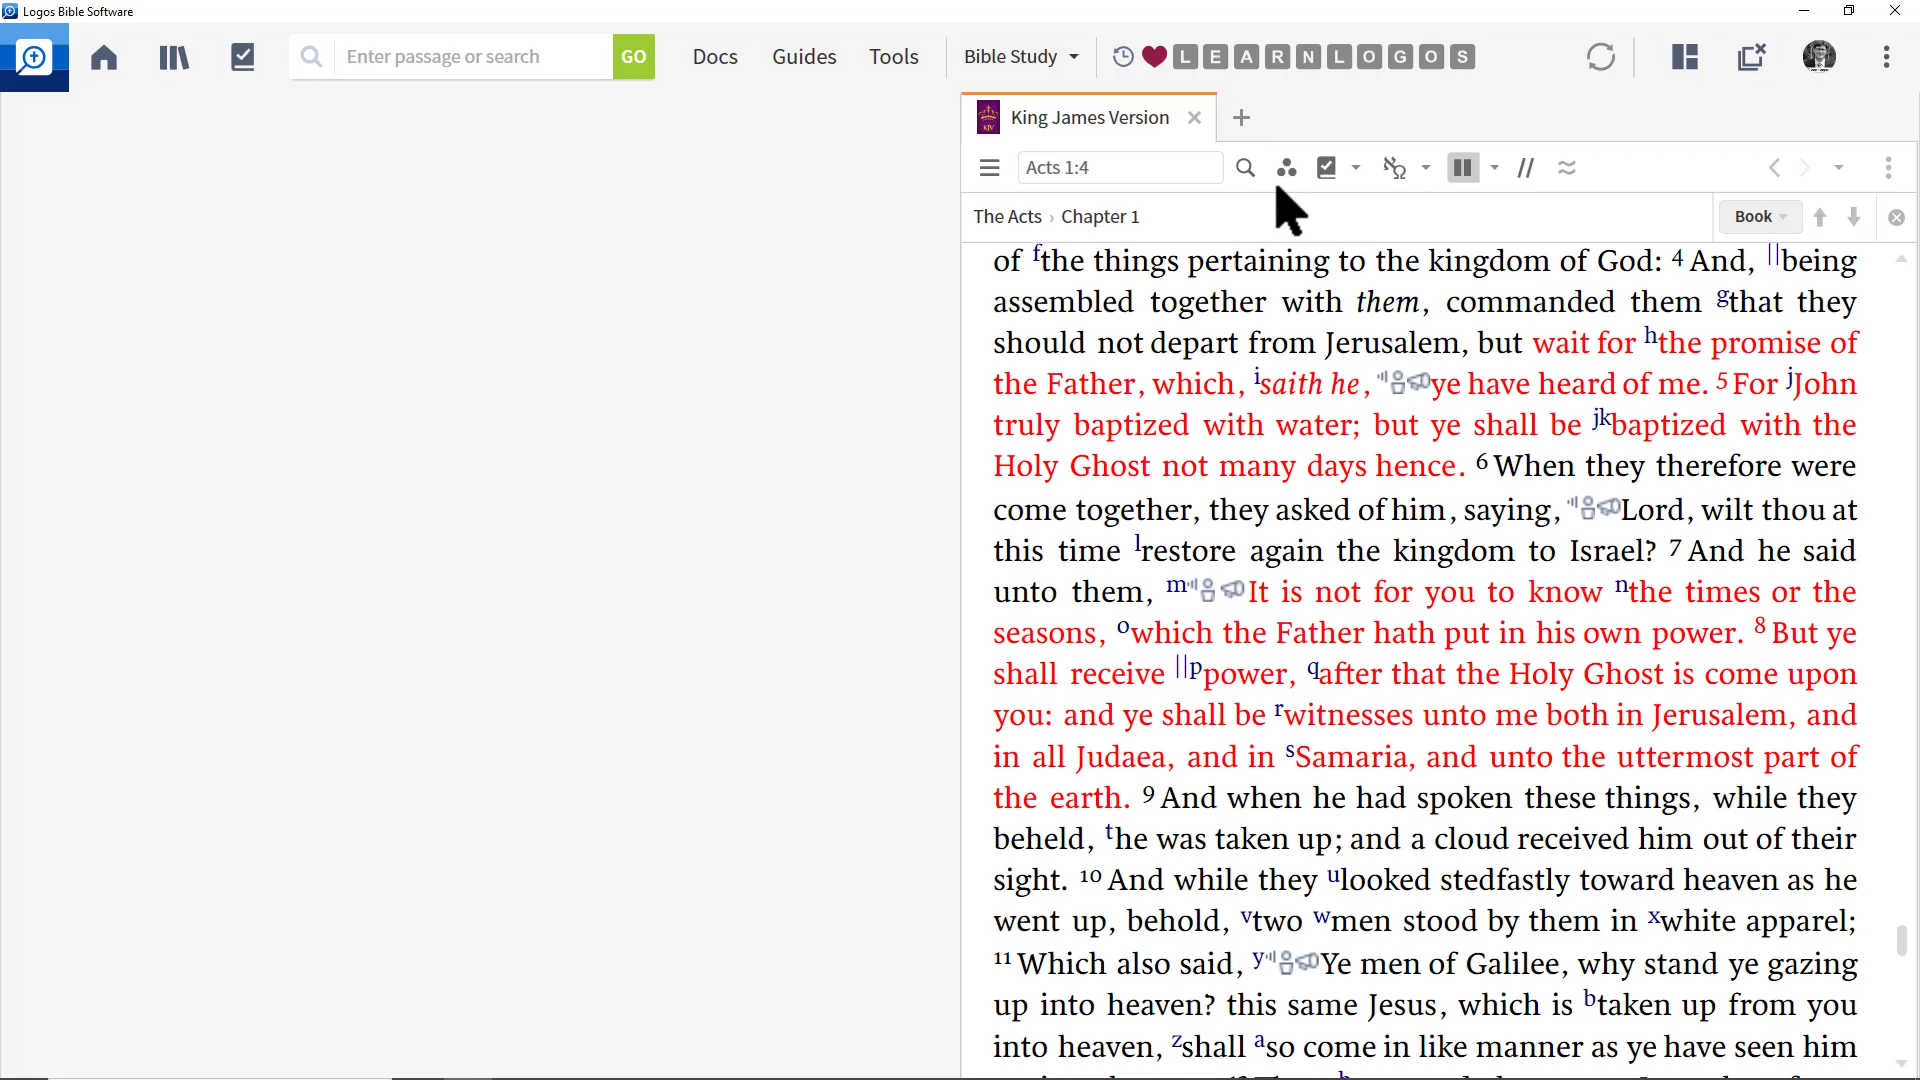 Logos Bible Software
Enter passage or search
GO
Docs
Guides
Tools
Bible Study
L E A R N L O G O S
King James Version
Acts 1:4
The Acts › Chapter 1
Book
of fthe things pertaining to the kingdom of God: 4 And, ||being
assembled together with them, commanded them gthat they
should not depart from Jerusalem, but wait for hthe promise of
the Father, which, isaith he, ye have heard of me. 5 For jJohn
truly baptized with water; but ye shall be jkbaptized with the
Holy Ghost not many days hence. 6 When they therefore were
come together, they asked of him, saying, Lord, wilt thou at
this time lrestore again the kingdom to Israel? 7 And he said
unto them, mIt is not for you to know nthe times or the
seasons, owhich the Father hath put in his own power. 8 But ye
shall receive ||ppower, qafter that the Holy Ghost is come upon
you: and ye shall be rwitnesses unto me both in Jerusalem, and
in all Judaea, and in sSamaria, and unto the uttermost part of
the earth. 9 And when he had spoken these things, while they
beheld, the was taken up; and a cloud received him out of their
sight. 10 And while they ulooked stedfastly toward heaven as he
went up, behold, vtwo wmen stood by them in xwhite apparel;
11 Which also said, yYe men of Galilee, why stand ye gazing
up into heaven? this same Jesus, which is btaken up from you
into heaven, zshall aso come in like manner as ye have seen him